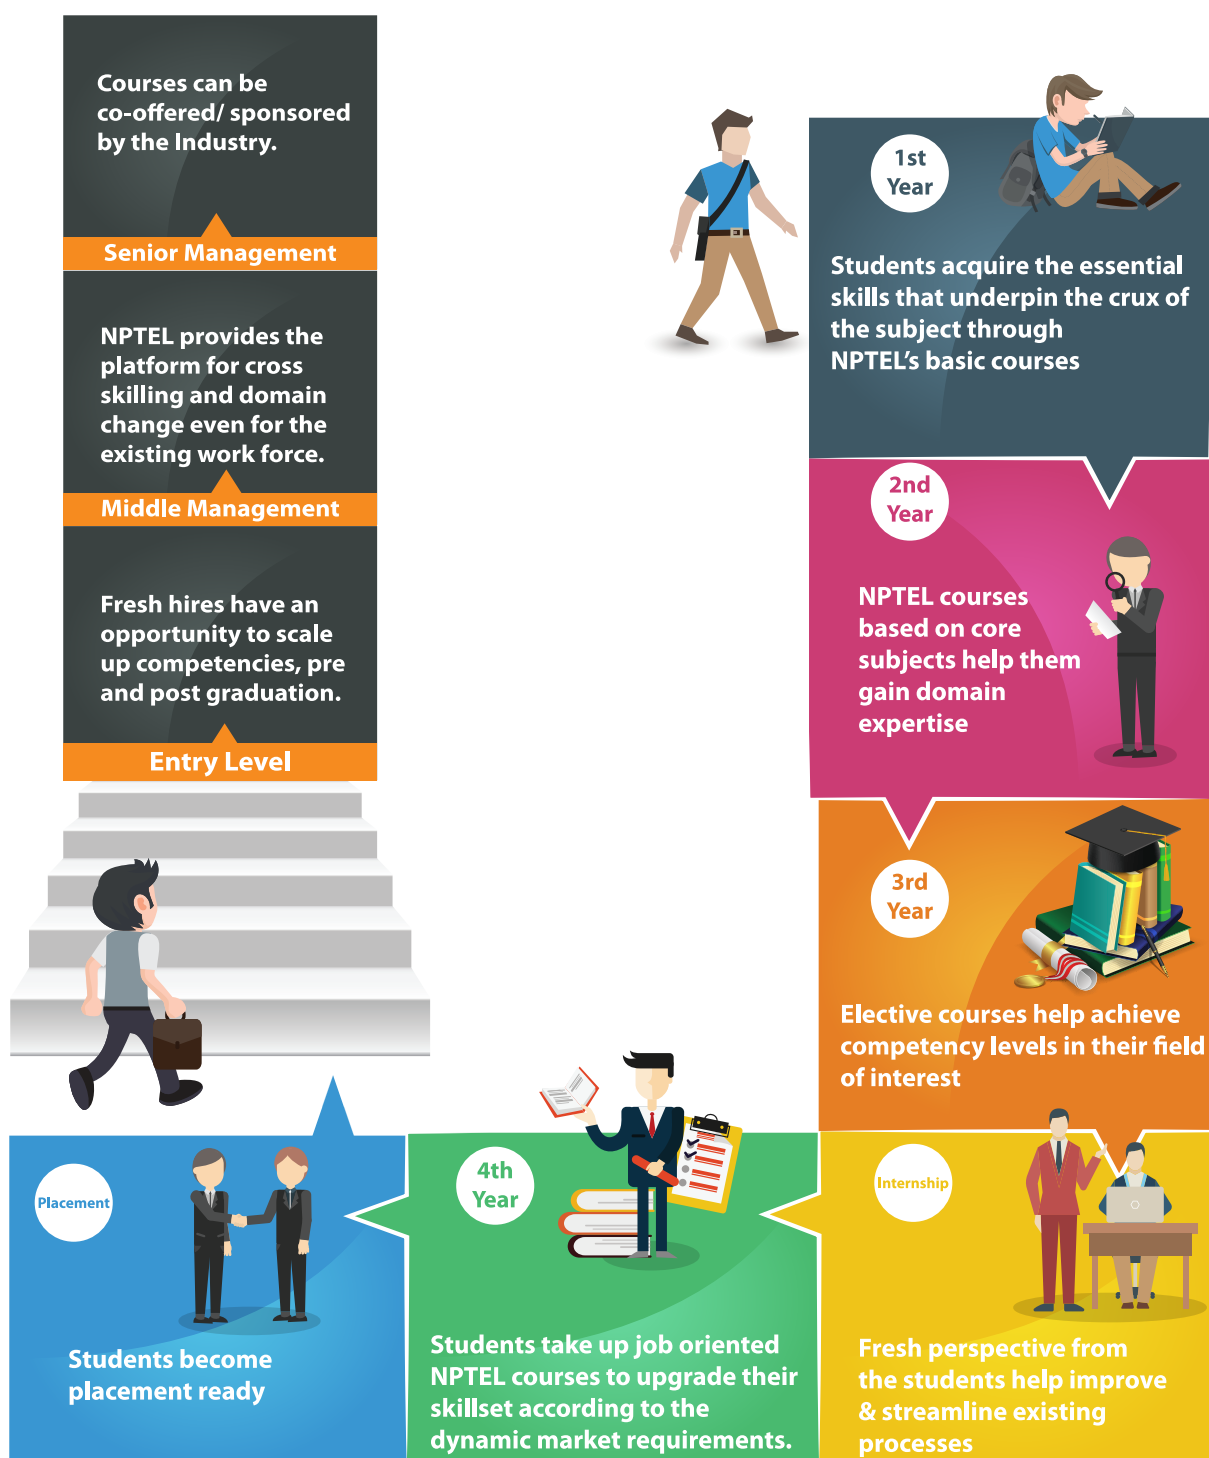 1st
Year
Students acquire the essential
skills that underpin the crux of
the subject through
NPTEL's basic courses
2nd
Year
NPTEL courses
based on core
subjects help them
gain domain
expertise
3rd
Year
Elective courses help achieve
competency levels in their field
of interest
Internship
Fresh perspective from
the students help improve
& streamline existing
processes
4th
Year
Students take up job oriented
NPTEL courses to upgrade their
skillset according to the
dynamic market requirements.
Placement
Students become
placement ready
Entry Level
Fresh hires have an
opportunity to scale
up competencies, pre
and post graduation.
Middle Management
NPTEL provides the
platform for cross
skilling and domain
change even for the
existing work force.
Senior Management
Courses can be
co-offered/ sponsored
by the Industry.